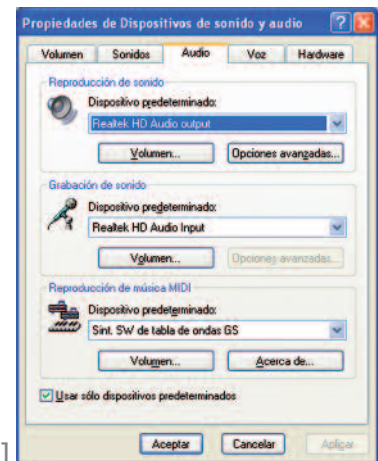 Propiedades de Dispositivos de sonido y audio
Volumen Sonidos Audio Voz Hardware
Reproducción de sonido
Dispositivo predeterminado:
Realtek HD Audio output
Volumen... Opciones avanzadas...
Grabación de sonido
Dispositivo predeterminado:
Realtek HD Audio Input
Volumen... Opciones avanzadas...
Reproducción de música MIDI
Dispositivo predeterminado:
Sint. SW de tabla de ondas GS
Volumen... Acerca de...
Usar sólo dispositivos predeterminados
Aceptar Cancelar Aplicar